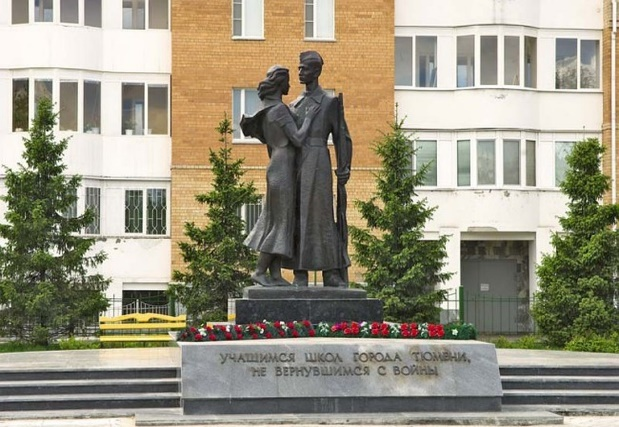 УЧАЩИМСЯ ШКОЛ ГОРОДА ТЮМЕНИ,
НЕ ВЕРНУВШИМСЯ С ВОЙНЫ